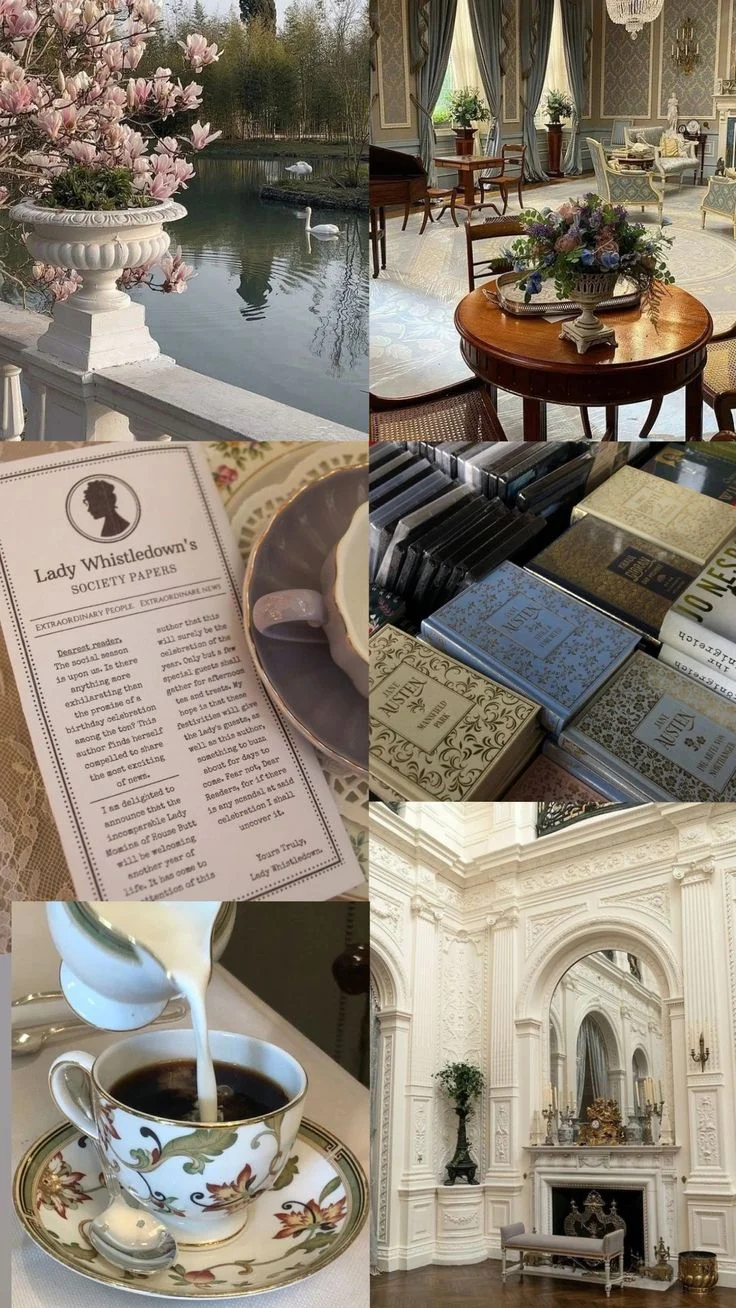 Lady Whistledown's
SOCIETY PAPERS
EXTRAORDINARY PEOPLE. EXTRAORDINARE NEWS
Dearest reader,
The social season
is upon us. Is there
anything more
exhilarating than
the promise of a
birthday celebration
among the ton? This
author finds herself
compelled to share
the most exciting
of news.
I am delighted to
announce that the
incomparable Lady
Momina of House Butt
will be welcoming
another year of
life. It has come to
attention of this
author that this
will surely be the
celebration of the
year. Only but a few
special guests shall
gather for afternoon
tea and treats. My
hope is that these
festivities will give
the lady's guests, as
well as this author,
something to buzz
about for days to
come. Fear not, Dear
Readers, for if there
is any scandal at said
celebration I shall
uncover it.
Yours Truly,
Lady Whistledown.
JO NESB
Königreich
JANE
AUSTEN
AUSTEN
JANE
AUSTEN
MANSFIELD
PARK